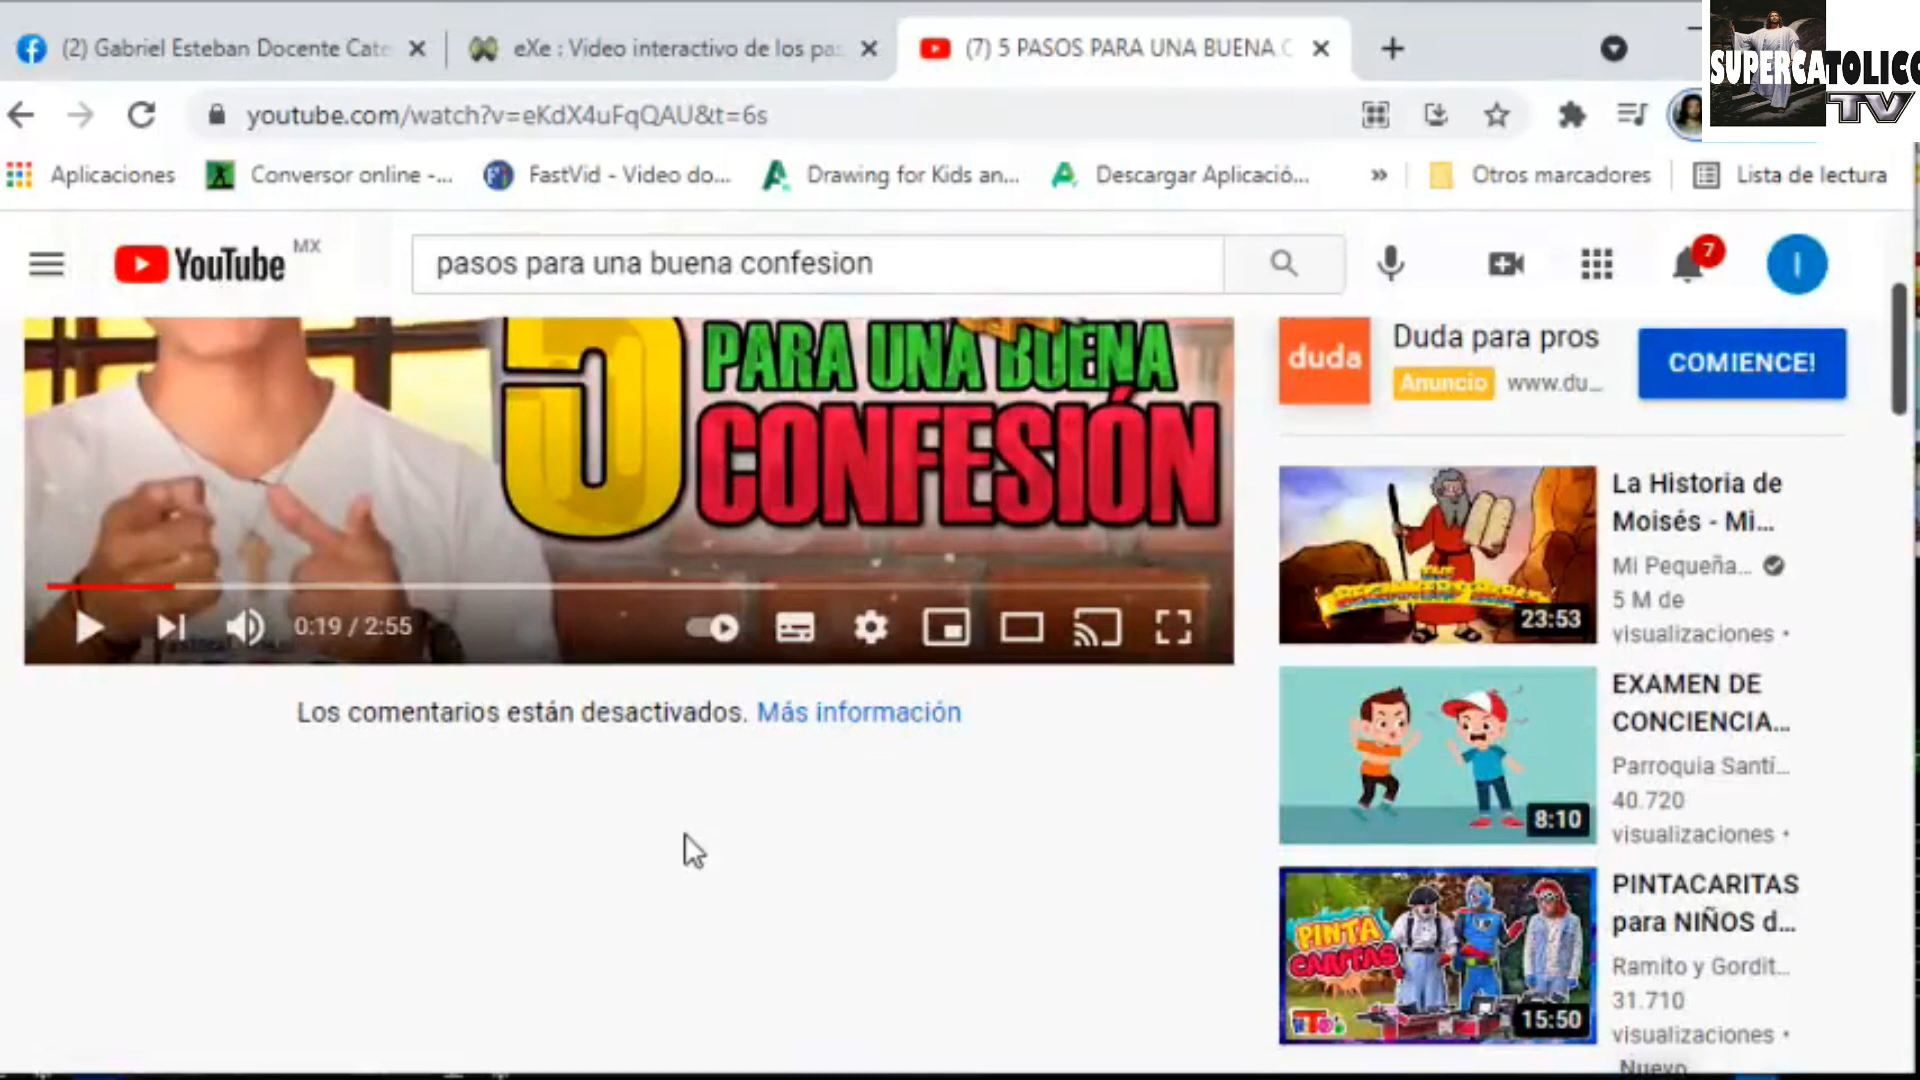 (2) Gabriel Esteban Docente Cate
eXe : Video interactivo de los pa
(7) 5 PASOS PARA UNA BUENA C
SUPERCATOLICO
TV
youtube.com/watch?v=eKdX4uFqQAU&t=6s
Aplicaciones
Conversor online -...
FastVid - Video do...
Drawing for Kids an...
Descargar Aplicació...
»
Otros marcadores
Lista de lectura
YouTube MX
pasos para una buena confesion
7
I
5 PARA UNA BUENA
CONFESIÓN
0:19 / 2:55
Los comentarios están desactivados. Más información
duda
Duda para pros
Anuncio www.du...
COMIENCE!
23:53
La Historia de
Moisés - Mi...
Mi Pequeña...
5 M de
visualizaciones •
8:10
EXAMEN DE
CONCIENCIA...
Parroquia Santí...
40.720
visualizaciones •
PINTA
CARITAS
15:50
PINTACARITAS
para NIÑOS d...
Ramito y Gordit...
31.710
visualizaciones •
Nuevo